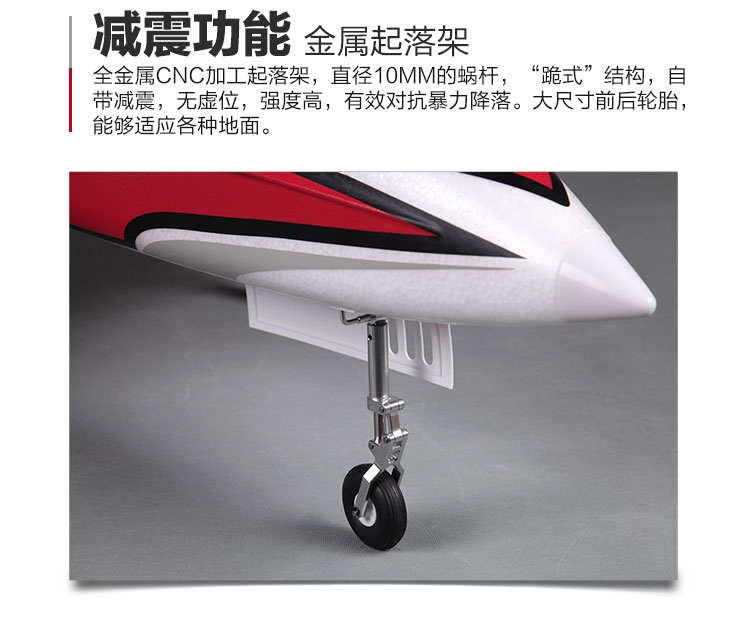 减震功能 金属起落架
全金属CNC加工起落架，直径10MM的蜗杆，“跪式”结构，自
带减震，无虚位，强度高，有效对抗暴力降落。大尺寸前后轮胎，
能够适应各种地面。